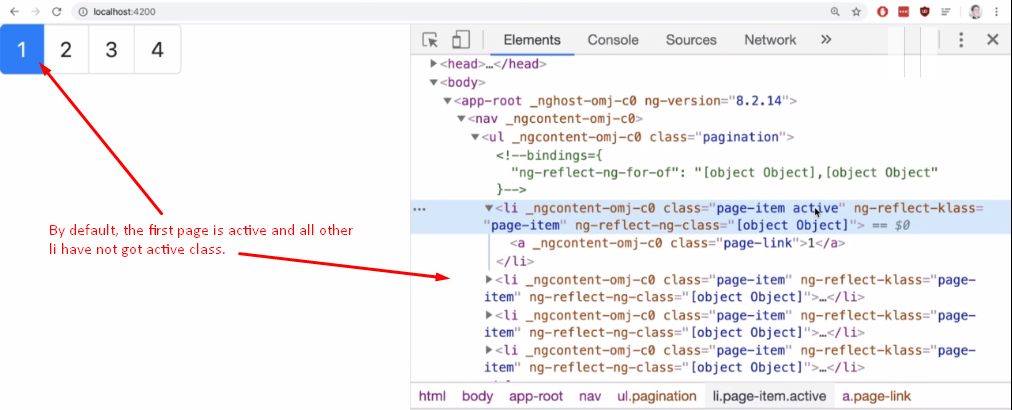 localhost:4200
1 2 3 4
Elements Console Sources Network »
▶<head>…</head>
▼<body>
▼<app-root _nghost-omj-c0 ng-version="8.2.14">
▼<nav _ngcontent-omj-c0>
▼<ul _ngcontent-omj-c0 class="pagination">
<!--bindings={
"ng-reflect-ng-for-of": "[object Object],[object Object"
}-->
… ▼<li _ngcontent-omj-c0 class="page-item active" ng-reflect-klass=
"page-item" ng-reflect-ng-class="[object Object]"> == $0
<a _ngcontent-omj-c0 class="page-link">1</a>
</li>
▶<li _ngcontent-omj-c0 class="page-item" ng-reflect-klass="page-
item" ng-reflect-ng-class="[object Object]">…</li>
▶<li _ngcontent-omj-c0 class="page-item" ng-reflect-klass="page-
item" ng-reflect-ng-class="[object Object]">…</li>
▶<li _ngcontent-omj-c0 class="page-item" ng-reflect-klass="page-
item" ng-reflect-ng-class="[object Object]">…</li>
By default, the first page is active and all other
li have not got active class.
html body app-root nav ul.pagination li.page-item.active a.page-link